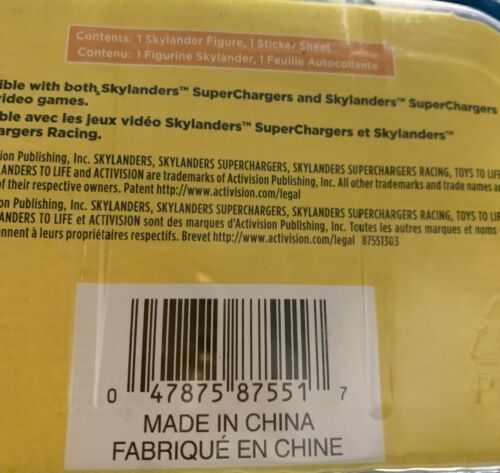 Contents: 1 Skylander Figure, 1 Sticker Sheet
Contenu: 1 Figurine Skylander, 1 Feuille Autocollante
ible with both Skylanders™ SuperChargers and Skylanders™ SuperChargers
video games.
ble avec les jeux vidéo Skylanders™ SuperChargers et Skylanders™
argers Racing.
vision Publishing, Inc. SKYLANDERS, SKYLANDERS SUPERCHARGERS, SKYLANDERS SUPERCHARGERS RACING, TOYS TO LIFE
ANDERS TO LIFE and ACTIVISION are trademarks of Activision Publishing, Inc. All other trademarks and trade names a
of their respective owners. Patent http://www.activision.com/legal
on Publishing, Inc. SKYLANDERS, SKYLANDERS SUPERCHARGERS, SKYLANDERS SUPERCHARGERS RACING, TOYS TO LIF
ANDERS TO LIFE et ACTIVISION sont des marques d'Activision Publishing, Inc. Toutes les autres marques et noms
nnent à leurs propriétaires respectifs. Brevet http://www.activision.com/legal 87551303
0 47875 87551 7
MADE IN CHINA
FABRIQUÉ EN CHINE